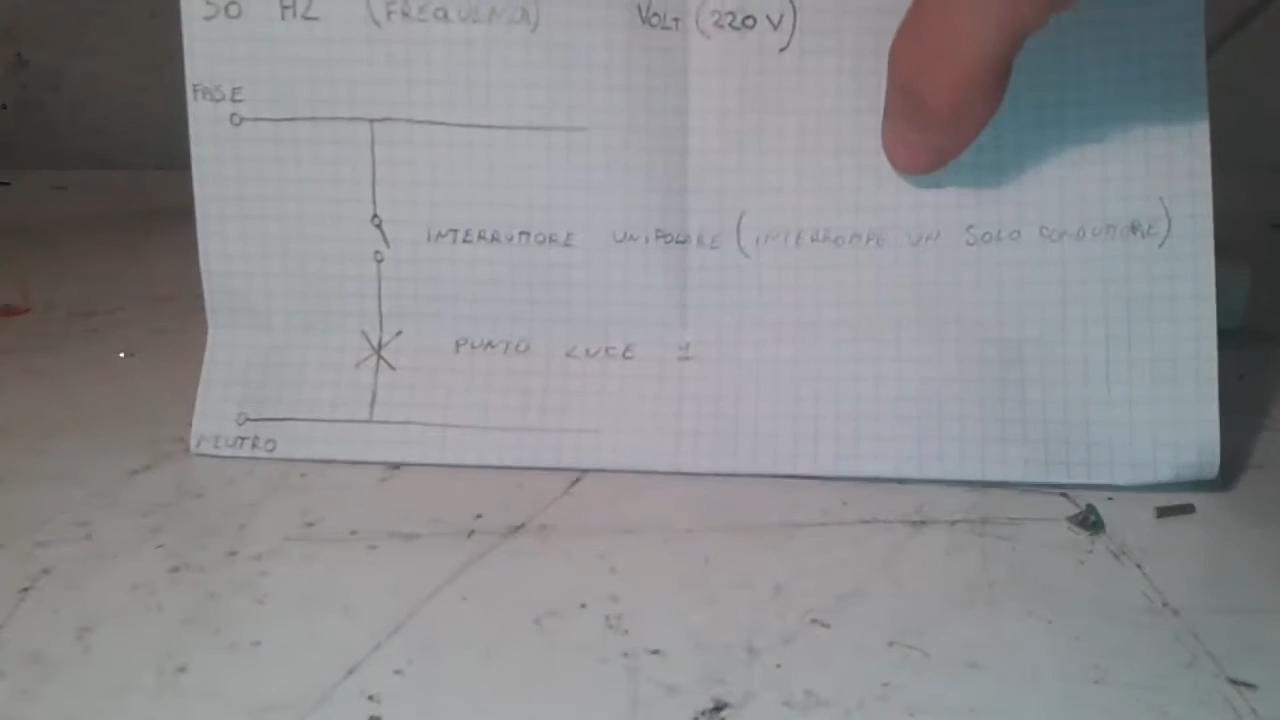 50 HZ (FREQUENZA) VOLT (220 V)
FASE
INTERRUTTORE UNIPOLARE (INTERROMPE UN SOLO CONDUTTORE)
PUNTO LUCE 1
NEUTRO